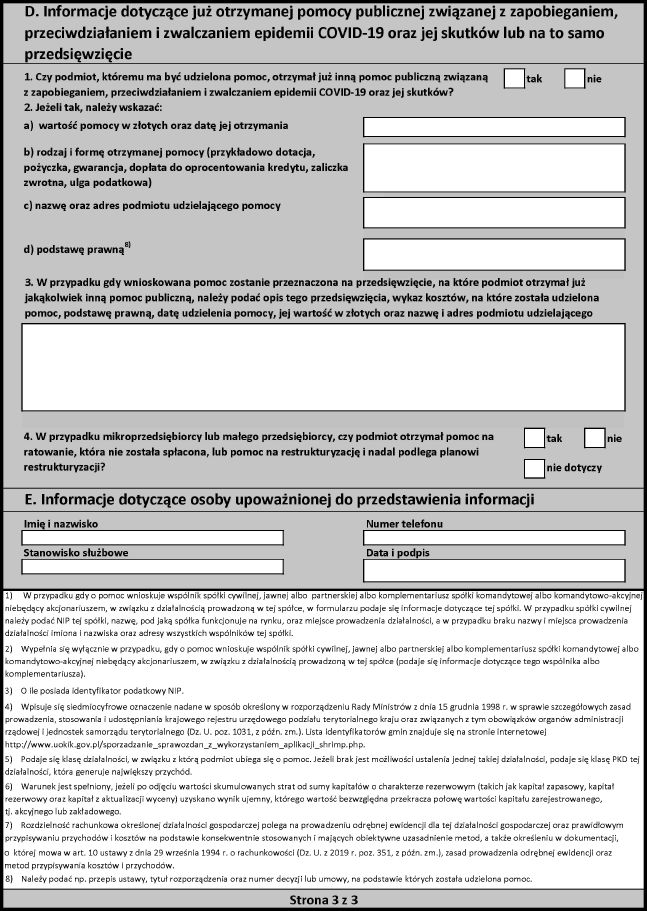 D. Informacje dotyczące już otrzymanej pomocy publicznej związanej z zapobieganiem,
przeciwdziałaniem i zwalczaniem epidemii COVID-19 oraz jej skutków lub na to samo
przedsięwzięcie
1. Czy podmiot, któremu ma być udzielona pomoc, otrzymał już inną pomoc publiczną związaną
z zapobieganiem, przeciwdziałaniem i zwalczaniem epidemii COVID-19 oraz jej skutków?
tak
nie
2. Jeżeli tak, należy wskazać:
a) wartość pomocy w złotych oraz datę jej otrzymania
b) rodzaj i formę otrzymanej pomocy (przykładowo dotacja,
pożyczka, gwarancja, dopłata do oprocentowania kredytu, zaliczka
zwrotna, ulga podatkowa)
c) nazwę oraz adres podmiotu udzielającego pomocy
d) podstawę prawną8)
3. W przypadku gdy wnioskowana pomoc zostanie przeznaczona na przedsięwzięcie, na które podmiot otrzymał już
jakąkolwiek inną pomoc publiczną, należy podać opis tego przedsięwzięcia, wykaz kosztów, na które została udzielona
pomoc, podstawę prawną, datę udzielenia pomocy, jej wartość w złotych oraz nazwę i adres podmiotu udzielającego
4. W przypadku mikroprzedsiębiorcy lub małego przedsiębiorcy, czy podmiot otrzymał pomoc na
ratowanie, która nie została spłacona, lub pomoc na restrukturyzację i nadal podlega planowi
restrukturyzacji?
tak
nie
nie dotyczy
E. Informacje dotyczące osoby upoważnionej do przedstawienia informacji
Imię i nazwisko
Numer telefonu
Stanowisko służbowe
Data i podpis
1) W przypadku gdy o pomoc wnioskuje wspólnik spółki cywilnej, jawnej albo partnerskiej albo komplementariusz spółki komandytowej albo komandytowo-akcyjnej
niebędący akcjonariuszem, w związku z działalnością prowadzoną w tej spółce, w formularzu podaje się informacje dotyczące tej spółki. W przypadku spółki cywilnej
należy podać NIP tej spółki, nazwę, pod jaką spółka funkcjonuje na rynku, oraz miejsce prowadzenia działalności, a w przypadku braku nazwy i miejsca prowadzenia
działalności imiona i nazwiska oraz adresy wszystkich wspólników tej spółki.
2) Wypełnia się wyłącznie w przypadku, gdy o pomoc wnioskuje wspólnik spółki cywilnej, jawnej albo partnerskiej albo komplementariusz spółki komandytowej albo
komandytowo-akcyjnej niebędący akcjonariuszem, w związku z działalnością prowadzoną w tej spółce (podaje się informacje dotyczące tego wspólnika albo
komplementariusza).
3) O ile posiada identyfikator podatkowy NIP.
4) Wpisuje się siedmiocyfrowe oznaczenie nadane w sposób określony w rozporządzeniu Rady Ministrów z dnia 15 grudnia 1998 r. w sprawie szczegółowych zasad
prowadzenia, stosowania i udostępniania krajowego rejestru urzędowego podziału terytorialnego kraju oraz związanych z tym obowiązków organów administracji
rządowej i jednostek samorządu terytorialnego (Dz. U. poz. 1031, z późn. zm.). Lista identyfikatorów gmin znajduje się na stronie internetowej
http://www.uokik.gov.pl/sporzadzanie_sprawozdan_z_wykorzystaniem_aplikacji_shrimp.php.
5) Podaje się klasę działalności, w związku z którą podmiot ubiega się o pomoc. Jeżeli brak jest możliwości ustalenia jednej takiej działalności, podaje się klasę PKD tej
działalności, która generuje największy przychód.
6) Warunek jest spełniony, jeżeli po odjęciu wartości skumulowanych strat od sumy kapitałów o charakterze rezerwowym (takich jak kapitał zapasowy, kapitał
rezerwowy oraz kapitał z aktualizacji wyceny) uzyskano wynik ujemny, którego wartość bezwzględna przekracza połowę wartości kapitału zarejestrowanego,
tj. akcyjnego lub zakładowego.
7) Rozdzielność rachunkowa określonej działalności gospodarczej polega na prowadzeniu odrębnej ewidencji dla tej działalności gospodarczej oraz prawidłowym
przypisywaniu przychodów i kosztów na podstawie konsekwentnie stosowanych i mających obiektywne uzasadnienie metod, a także określeniu w dokumentacji,
o której mowa w art. 10 ustawy z dnia 29 września 1994 r. o rachunkowości (Dz. U. z 2019 r. poz. 351, z późn. zm.), zasad prowadzenia odrębnej ewidencji oraz
metod przypisywania kosztów i przychodów.
8) Należy podać np. przepis ustawy, tytuł rozporządzenia oraz numer decyzji lub umowy, na podstawie których została udzielona pomoc.
Strona 3 z 3